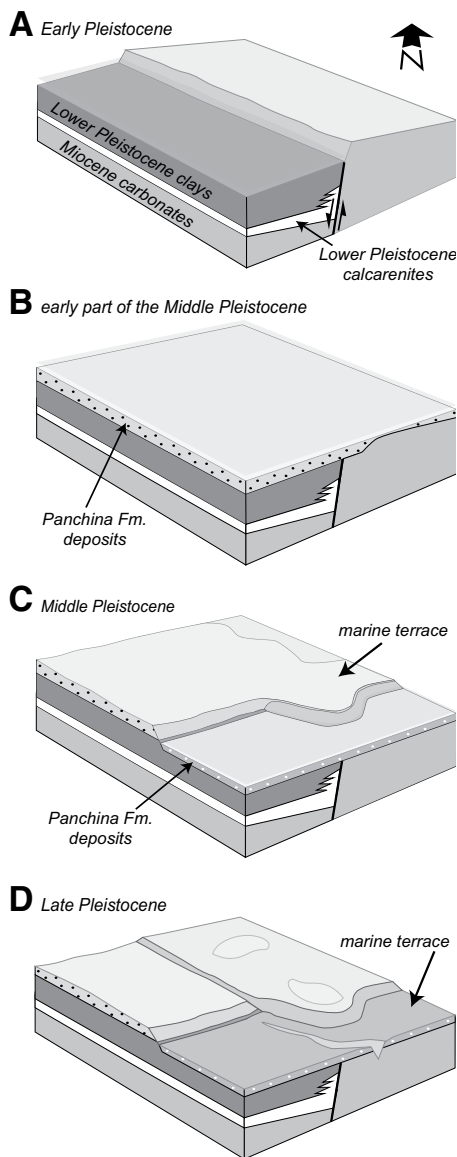 A Early Pleistocene
N
Lower Pleistocene clays
Miocene carbonates
Lower Pleistocene
calcarenites
B early part of the Middle Pleistocene
Panchina Fm.
deposits
C Middle Pleistocene
marine terrace
Panchina Fm.
deposits
D Late Pleistocene
marine terrace